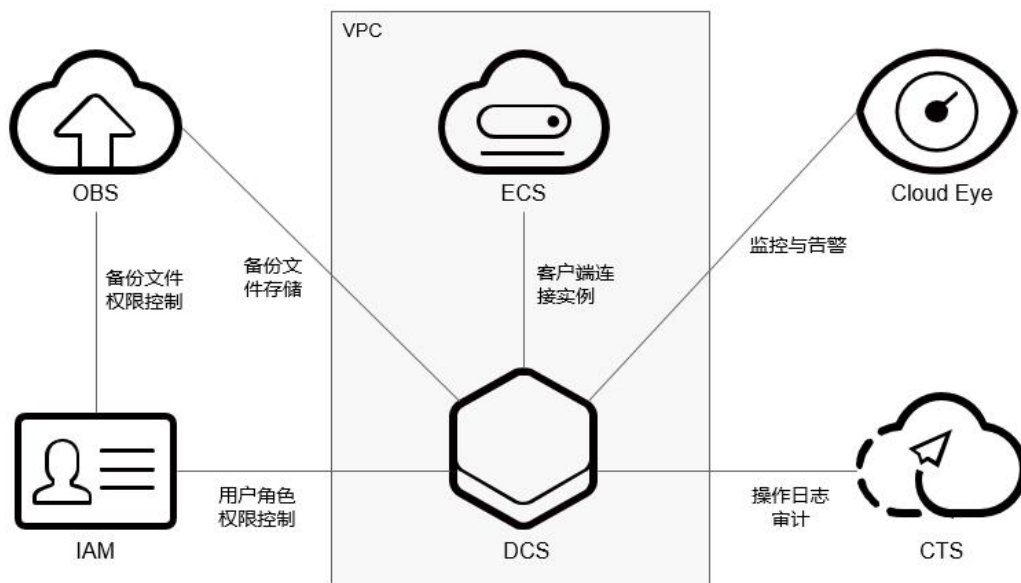 VPC
OBS
ECS
Cloud Eye
备份文件
权限控制
备份文
件存储
客户端连
接实例
监控与告警
用户角色
权限控制
操作日志
审计
IAM
DCS
CTS